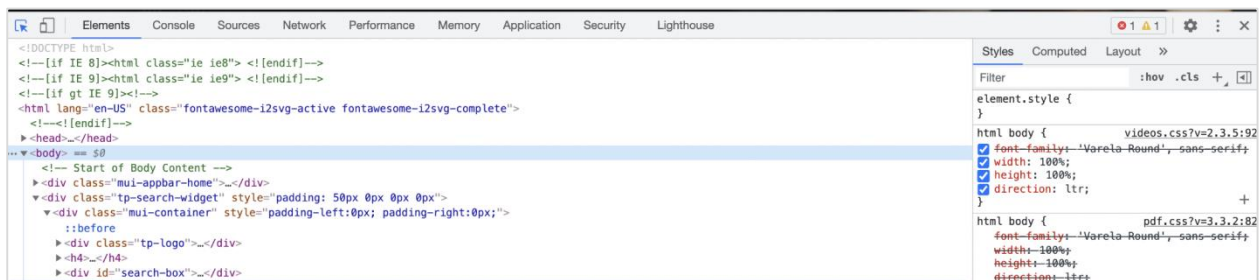 Elements Console Sources Network Performance Memory Application Security Lighthouse 1 1
<!DOCTYPE html>
<!--[if IE 8]><html class="ie ie8"> <![endif]-->
<!--[if IE 9]><html class="ie ie9"> <![endif]-->
<!--[if gt IE 9]><!-->
<html lang="en-US" class="fontawesome-i2svg-active fontawesome-i2svg-complete">
<!--<![endif]-->
▶<head>…</head>
… ▼<body> == $0
<!-- Start of Body Content -->
▶<div class="mui-appbar-home">…</div>
▼<div class="tp-search-widget" style="padding: 50px 0px 0px 0px">
▼<div class="mui-container" style="padding-left:0px; padding-right:0px;">
::before
▶<div class="tp-logo">…</div>
▶<h4>…</h4>
▶<div id="search-box">…</div>
Styles Computed Layout »
Filter :hov .cls +
element.style {
}
html body { videos.css?v=2.3.5:92
font-family: 'Varela Round', sans-serif;
width: 100%;
height: 100%;
direction: ltr;
}
+
html body { pdf.css?v=3.3.2:82
font-family: 'Varela Round', sans-serif;
width: 100%;
height: 100%;
direction: ltr;